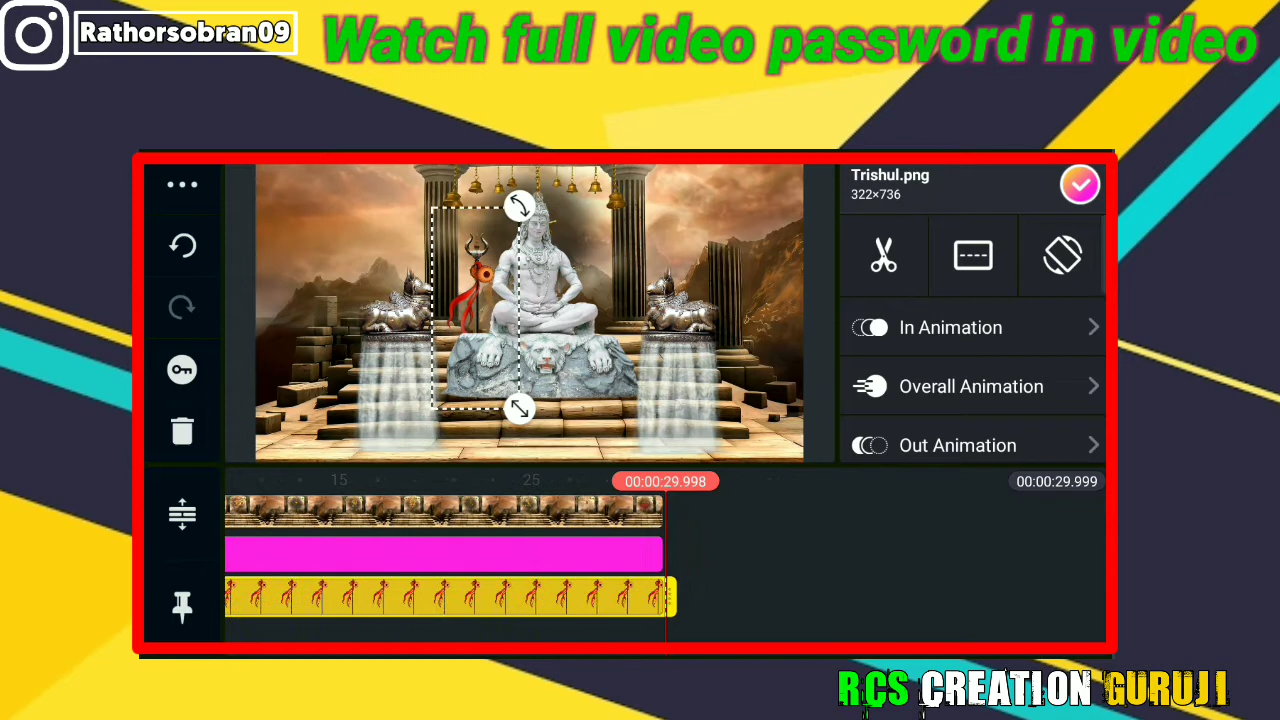 Rathorsobran09
Watch full video password in video
Trishul.png
322×736
In Animation
Overall Animation
Out Animation
15
25
00:00:29.998
00:00:29.999
RCS CREATION GURUJI